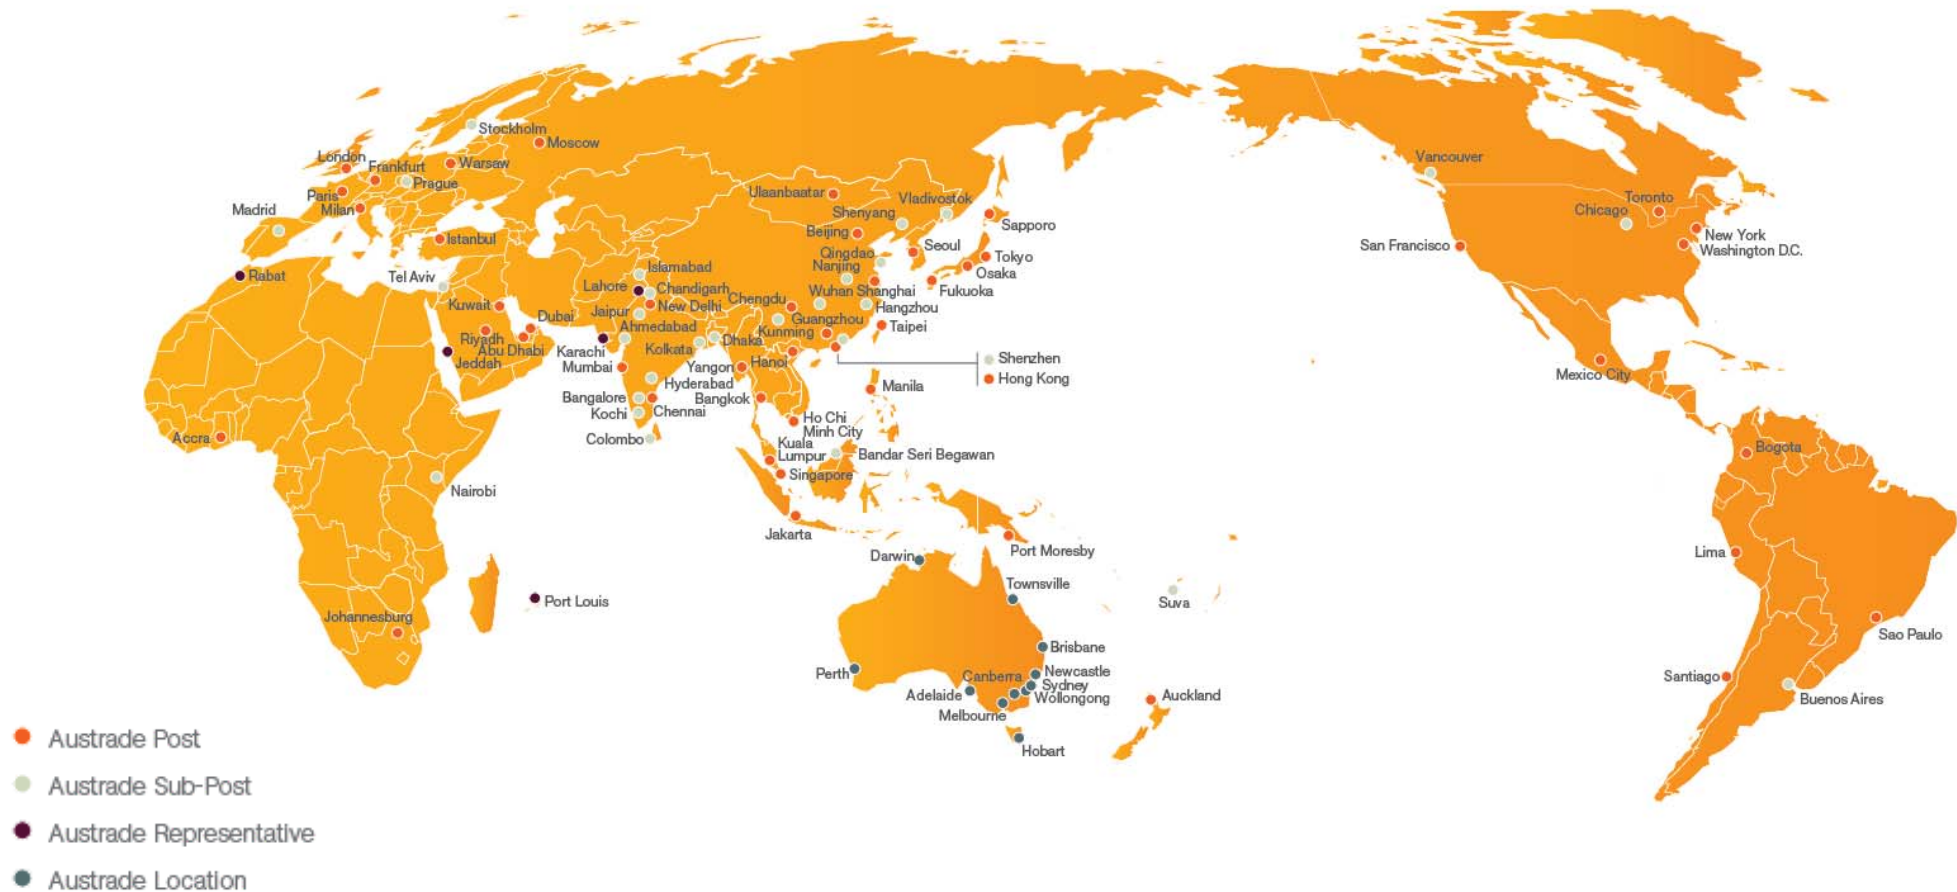 Stockholm
Moscow
London
Frankfurt
Warsaw
Prague
Paris
Milan
Madrid
Istanbul
Rabat
Tel Aviv
Kuwait
Riyadh
Dubai
Abu Dhabi
Jeddah
Accra
Nairobi
Johannesburg
Port Louis
Ulaanbaatar
Vladivostok
Shenyang
Beijing
Sapporo
Seoul
Tokyo
Osaka
Fukuoka
Qingdao
Nanjing
Wuhan
Shanghai
Hangzhou
Islamabad
Lahore
Chandigarh
New Delhi
Jaipur
Ahmedabad
Karachi
Mumbai
Kolkata
Dhaka
Chengdu
Guangzhou
Kunming
Taipei
Hanoi
Yangon
Shenzhen
Hong Kong
Hyderabad
Bangalore
Chennai
Kochi
Colombo
Bangkok
Manila
Ho Chi
Minh City
Kuala
Lumpur
Bandar Seri Begawan
Singapore
Jakarta
Port Moresby
Darwin
Townsville
Suva
Brisbane
Perth
Newcastle
Canberra
Sydney
Adelaide
Wollongong
Melbourne
Hobart
Auckland
Vancouver
Toronto
Chicago
New York
Washington D.C.
San Francisco
Mexico City
Bogota
Lima
Sao Paulo
Santiago
Buenos Aires
Austrade Post
Austrade Sub-Post
Austrade Representative
Austrade Location